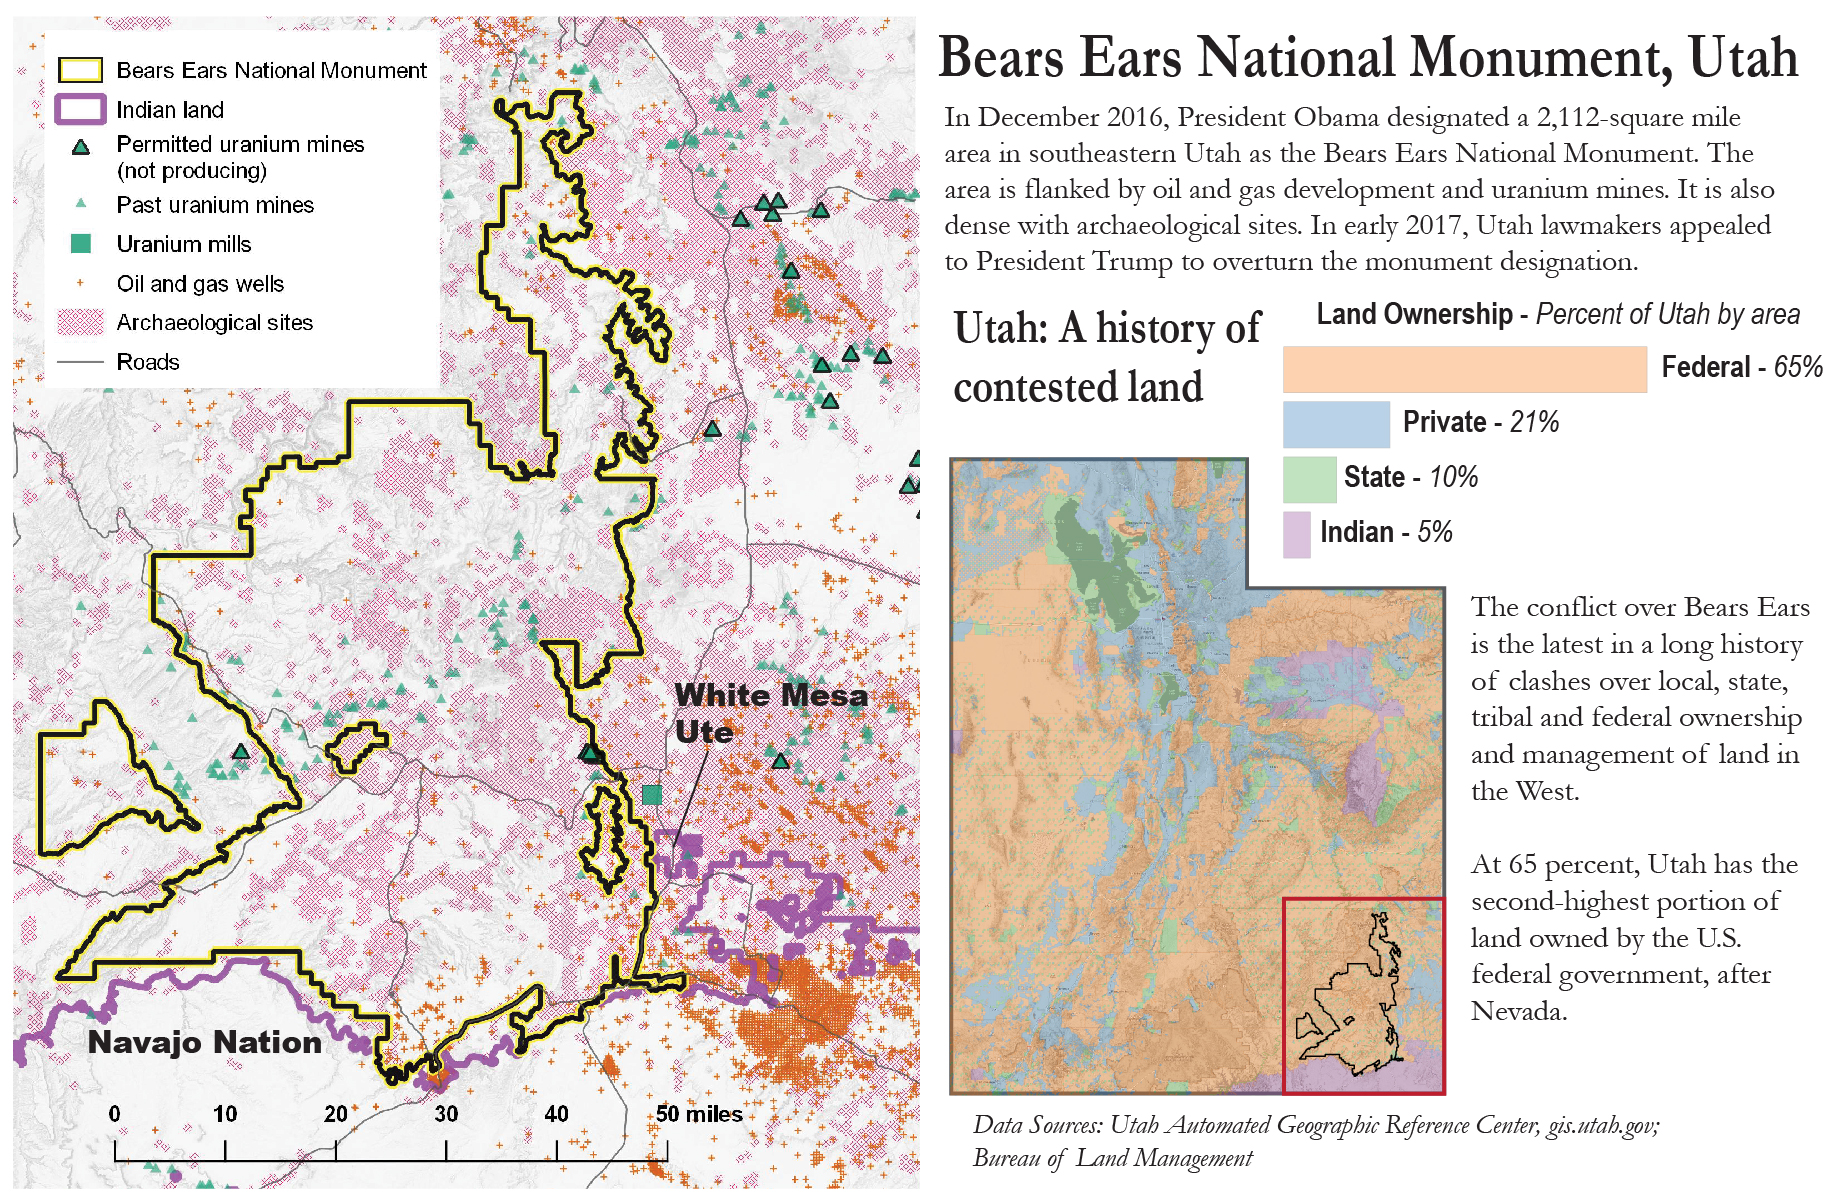 Bears Ears National Monument
Indian land
Permitted uranium mines
(not producing)
Past uranium mines
Uranium mills
Oil and gas wells
Archaeological sites
Roads
White Mesa
Ute
Navajo Nation
0 10 20 30 40 50 miles
Bears Ears National Monument, Utah
In December 2016, President Obama designated a 2,112-square mile
area in southeastern Utah as the Bears Ears National Monument. The
area is flanked by oil and gas development and uranium mines. It is also
dense with archaeological sites. In early 2017, Utah lawmakers appealed
to President Trump to overturn the monument designation.
Utah: A history of
contested land
Land Ownership - Percent of Utah by area
Federal - 65%
Private - 21%
State - 10%
Indian - 5%
The conflict over Bears Ears
is the latest in a long history
of clashes over local, state,
tribal and federal ownership
and management of land in
the West.
At 65 percent, Utah has the
second-highest portion of
land owned by the U.S.
federal government, after
Nevada.
Data Sources: Utah Automated Geographic Reference Center, gis.utah.gov;
Bureau of Land Management